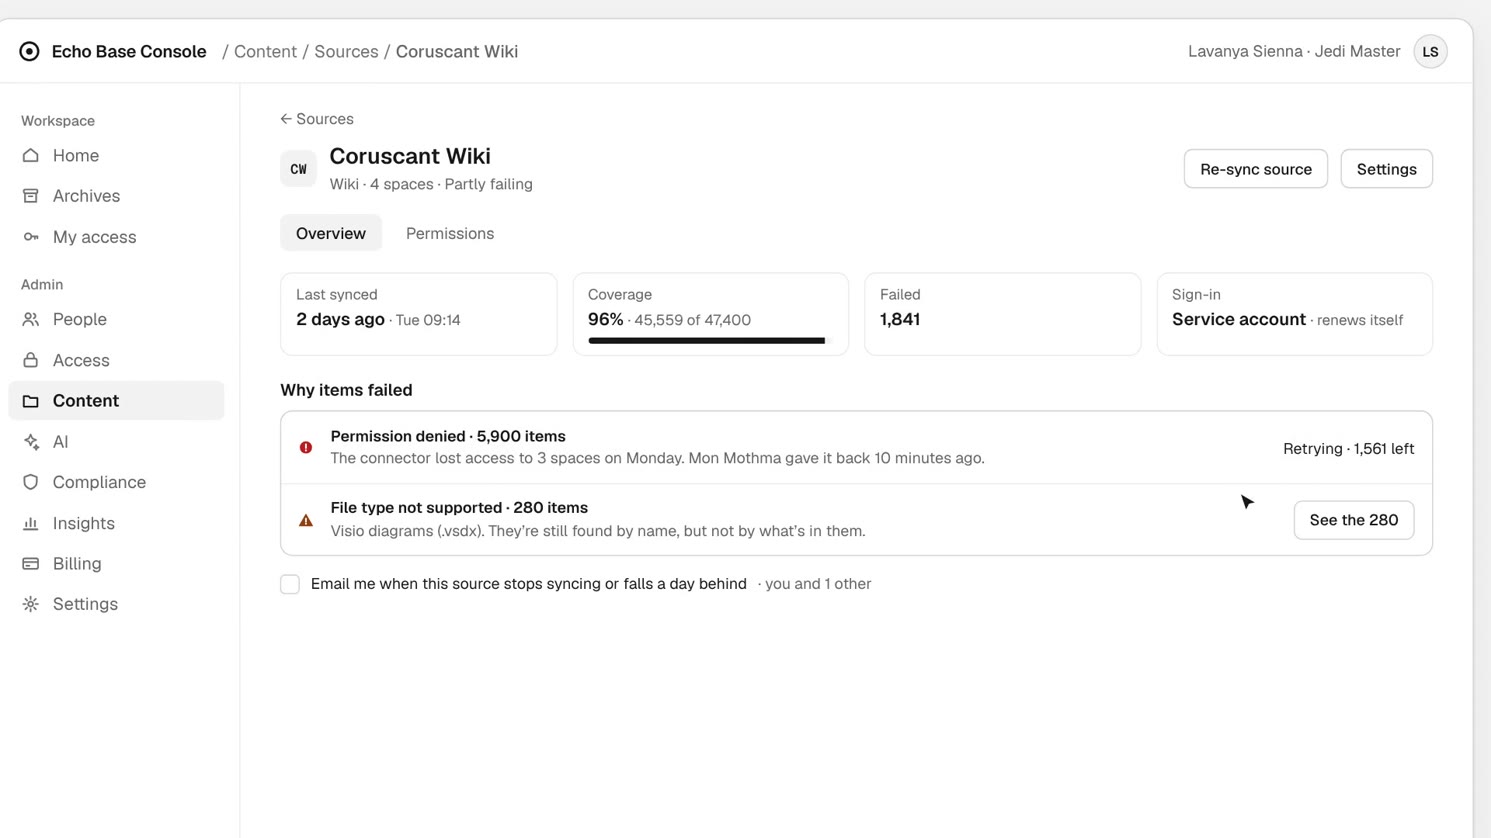 Echo Base Console / Content / Sources / Coruscant Wiki
Lavanya Sienna · Jedi Master LS
Workspace
Home
Archives
My access
Admin
People
Access
Content
AI
Compliance
Insights
Billing
Settings
← Sources
CW
Coruscant Wiki
Wiki · 4 spaces · Partly failing
Re-sync source
Settings
Overview
Permissions
Last synced
2 days ago · Tue 09:14
Coverage
96% · 45,559 of 47,400
Failed
1,841
Sign-in
Service account · renews itself
Why items failed
Permission denied · 5,900 items
The connector lost access to 3 spaces on Monday. Mon Mothma gave it back 10 minutes ago.
Retrying · 1,561 left
File type not supported · 280 items
Visio diagrams (.vsdx). They’re still found by name, but not by what’s in them.
See the 280
Email me when this source stops syncing or falls a day behind · you and 1 other